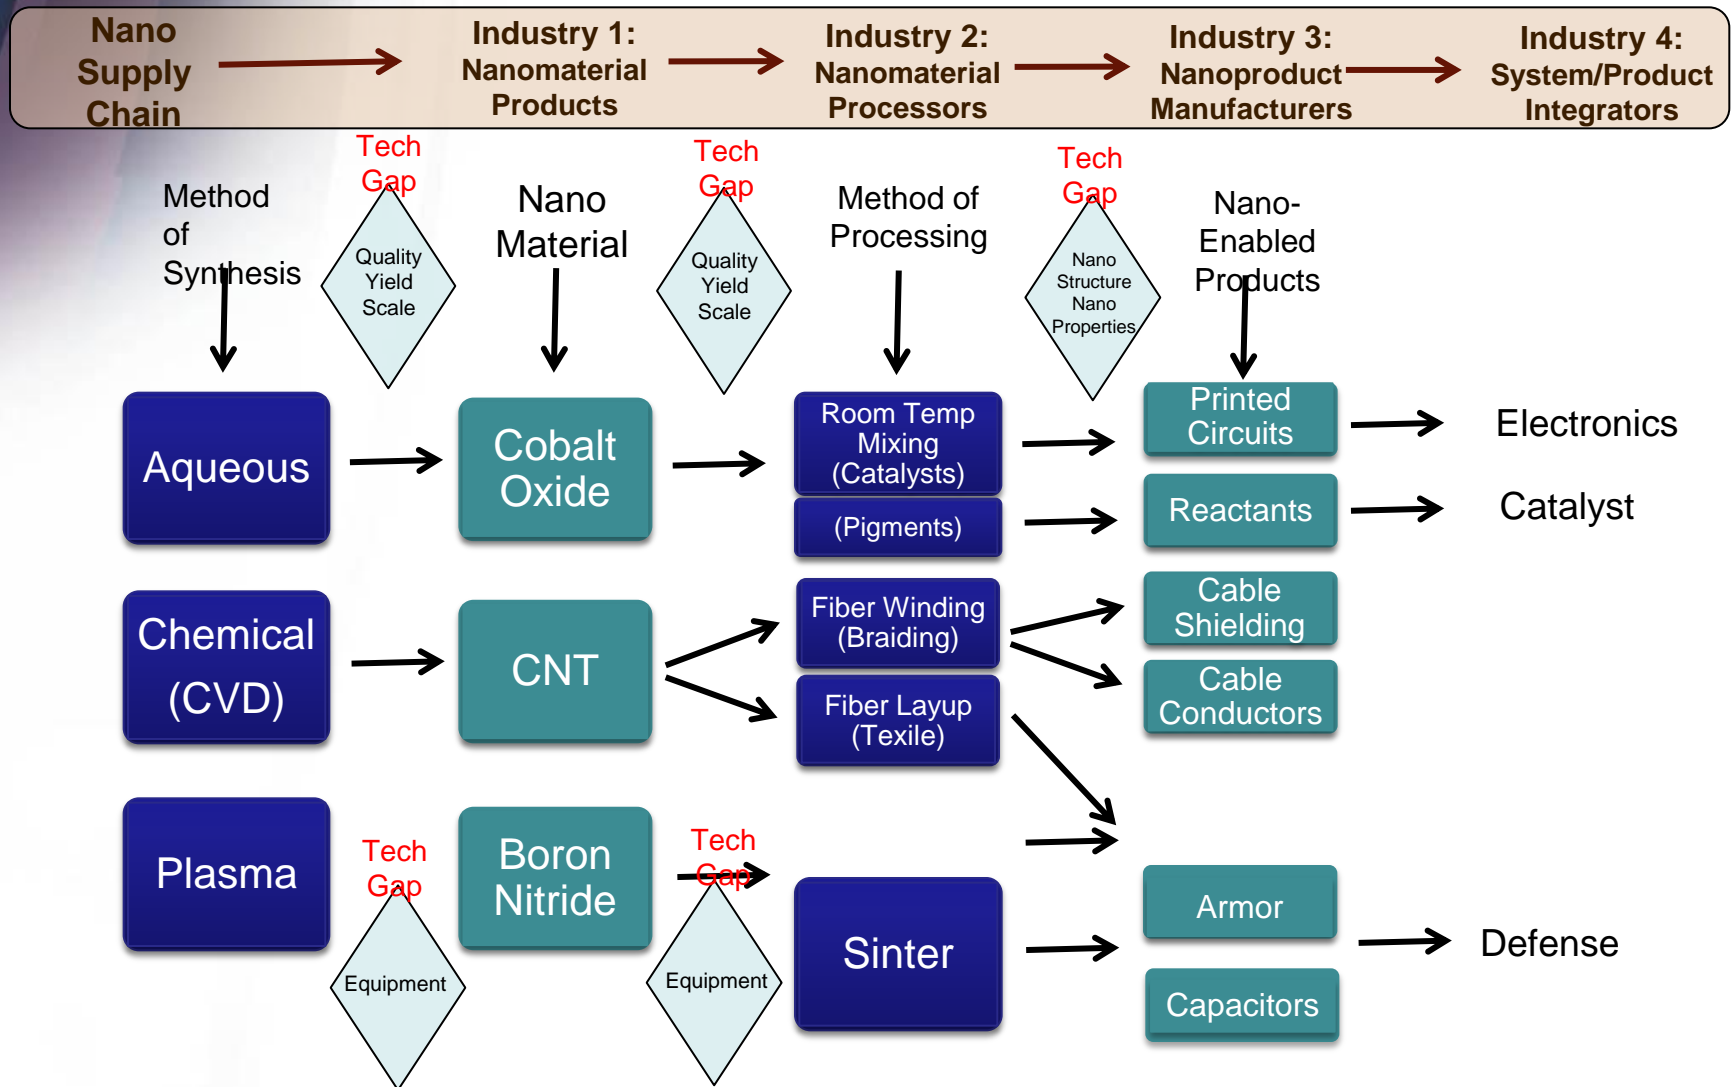 Nano
Supply
Chain
Industry 1:
Nanomaterial
Products
Industry 2:
Nanomaterial
Processors
Industry 3:
Nanoproduct
Manufacturers
Industry 4:
System/Product
Integrators
Method
of
Synthesis
Tech
Gap
Quality
Yield
Scale
Nano
Material
Tech
Gap
Quality
Yield
Scale
Method of
Processing
Tech
Gap
Nano
Structure
Nano
Properties
Nano-
Enabled
Products
Aqueous
Cobalt
Oxide
Room Temp
Mixing
(Catalysts)
(Pigments)
Printed
Circuits
Electronics
Reactants
Catalyst
Chemical
(CVD)
CNT
Fiber Winding
(Braiding)
Fiber Layup
(Texile)
Cable
Shielding
Cable
Conductors
Plasma
Tech
Gap
Equipment
Boron
Nitride
Tech
Gap
Equipment
Sinter
Armor
Capacitors
Defense